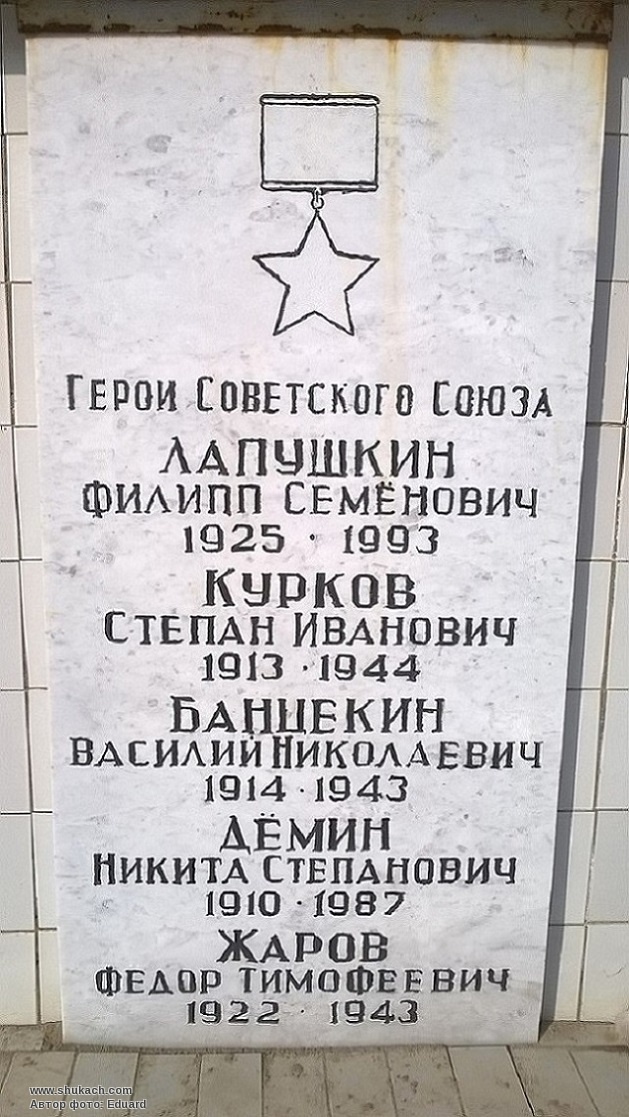 Герои Советского Союза
Лапушкин
Филипп Семёнович
1925 · 1993
Курков
Степан Иванович
1913 · 1944
Банцекин
Василий Николаевич
1914 · 1943
Дёмин
Никита Степанович
1910 · 1987
Жаров
Федор Тимофеевич
1922 · 1943
www.shukach.com
Автор фото: Eduard